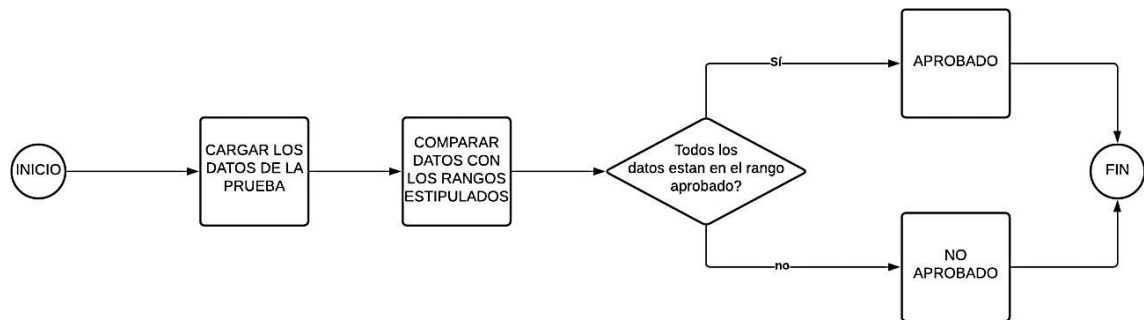 INICIO
CARGAR LOS
DATOS DE LA
PRUEBA
COMPARAR
DATOS CON
LOS RANGOS
ESTIPULADOS
Todos los
datos estan en el rango
aprobado?
Sí
APROBADO
no
NO
APROBADO
FIN